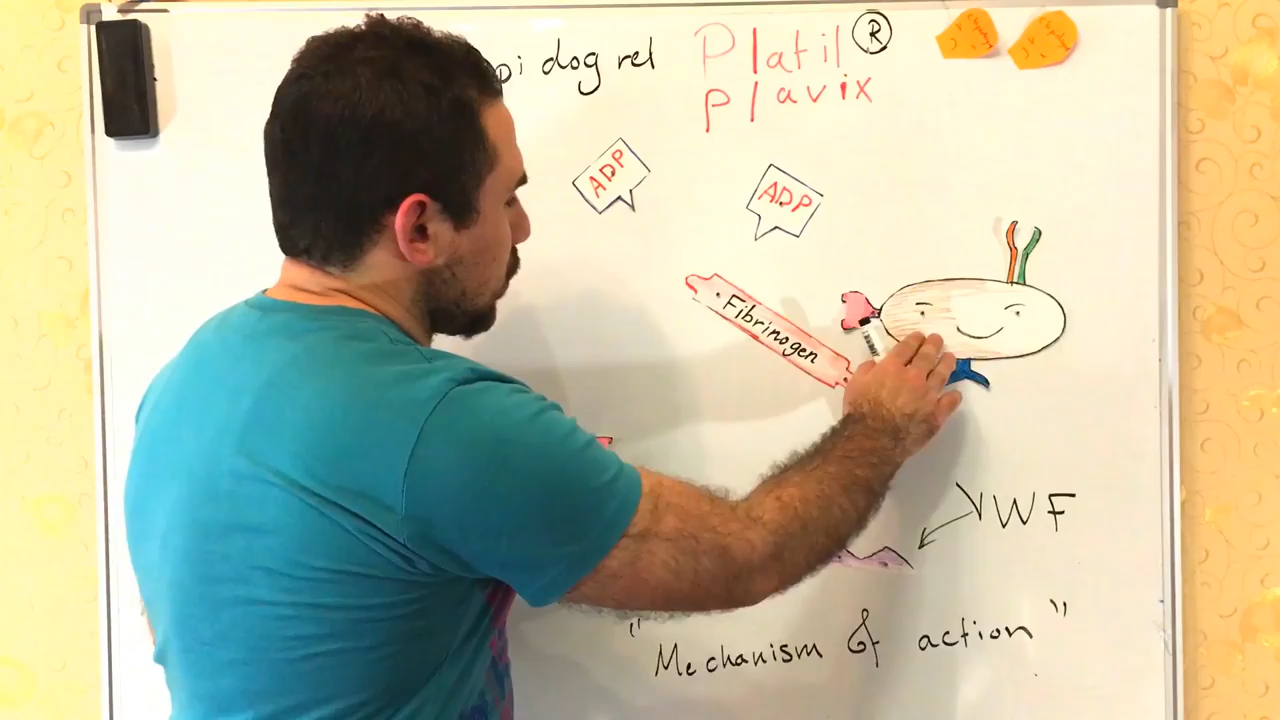 pidogrel Platil®
plavix
ADP
ADP
Fibrinogen
VWF
"Mechanism of action"